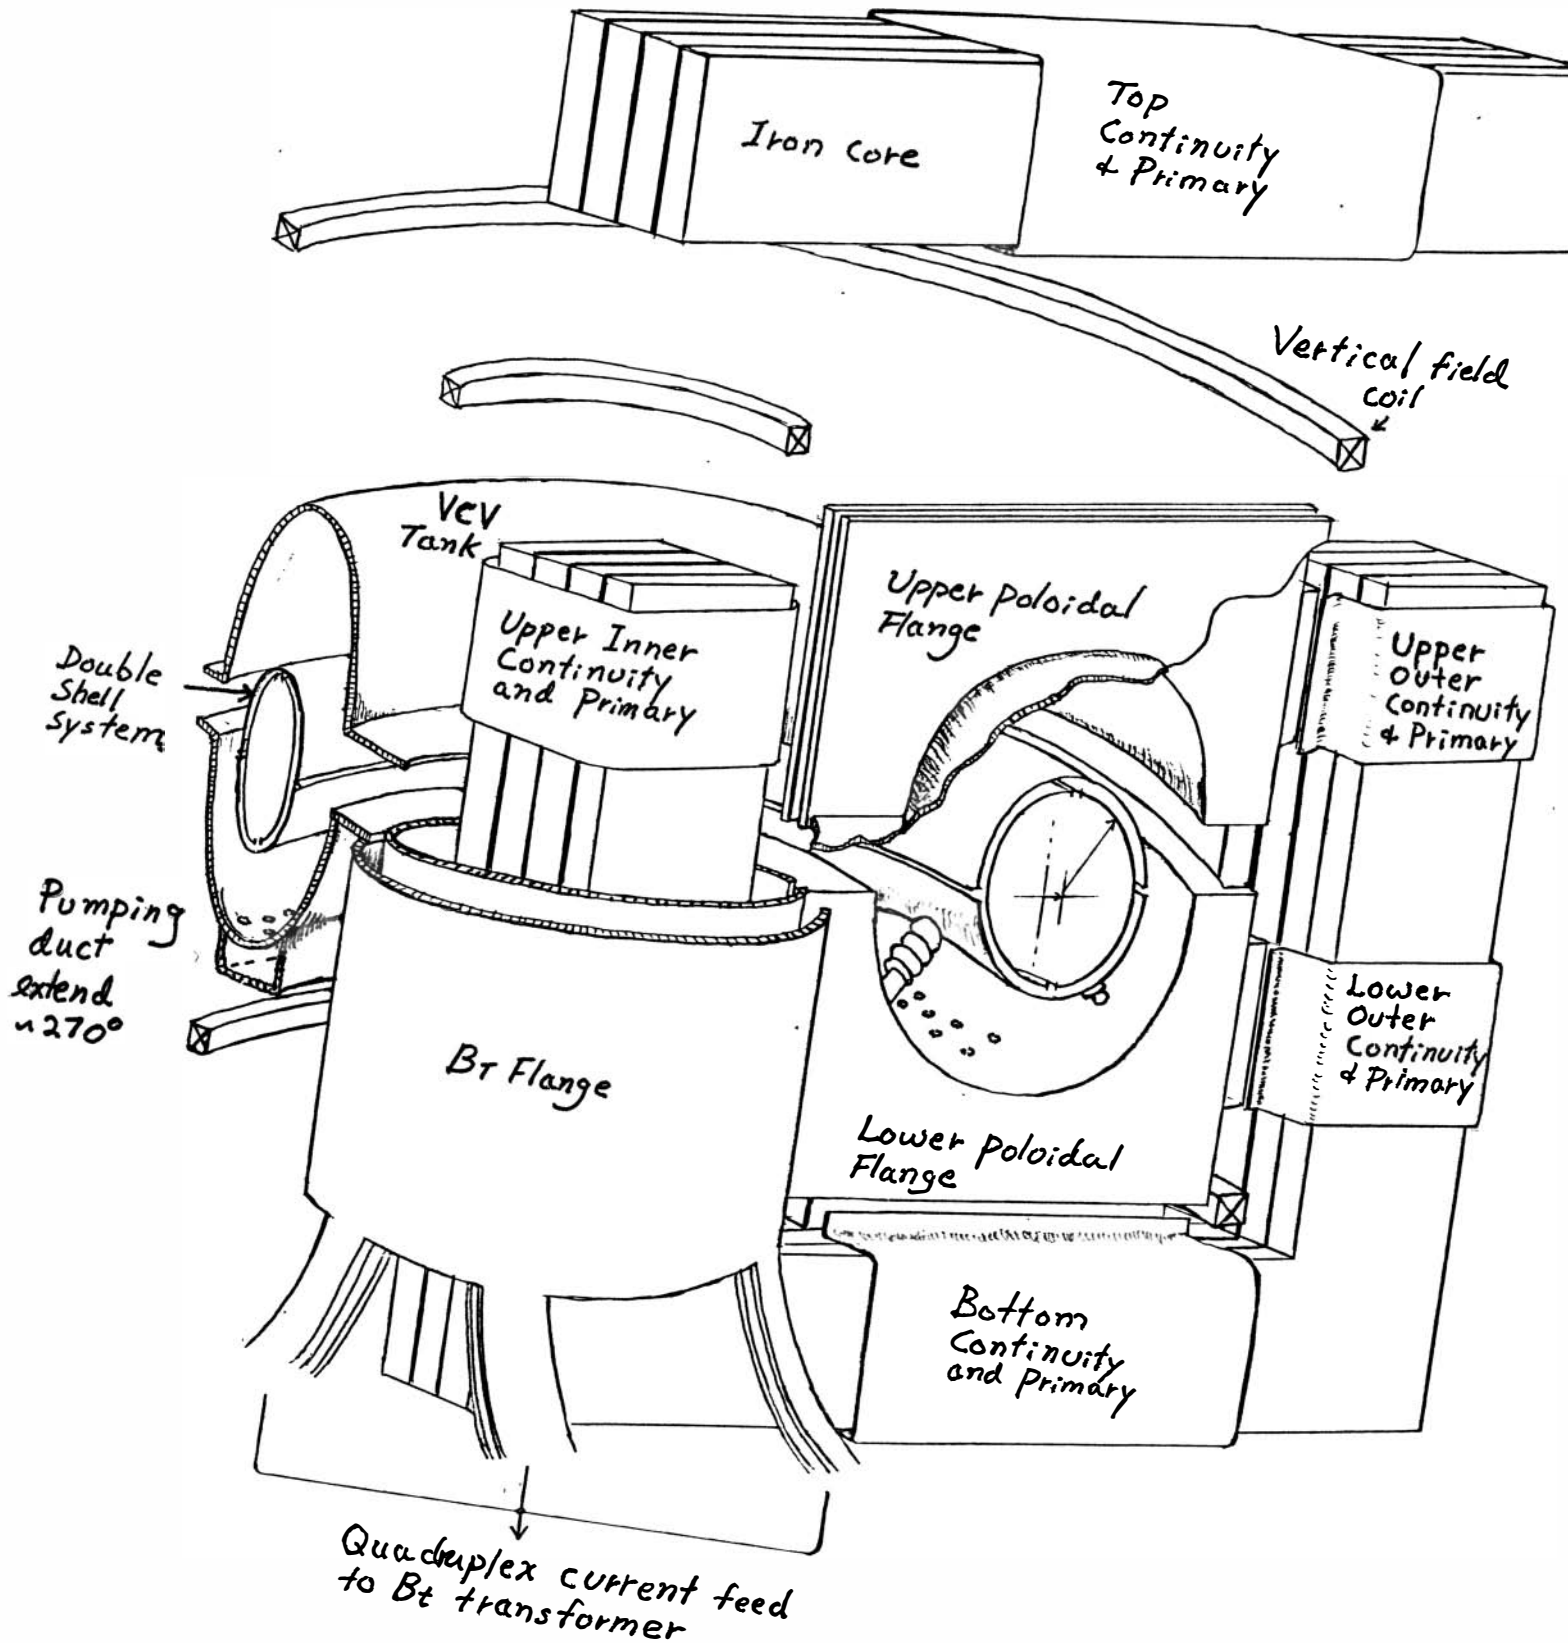 Iron Core
Top
Continuity
& Primary
Vertical field
coil
VCV
Tank
Upper Poloidal
Flange
Upper Inner
Continuity
and Primary
Upper
Outer
Continuity
& Primary
Double
Shell
System
Pumping
duct
extend
~270°
Lower
Outer
Continuity
& Primary
BT Flange
Lower Poloidal
Flange
Bottom
Continuity
and Primary
Quadruplex current feed
to Bt transformer